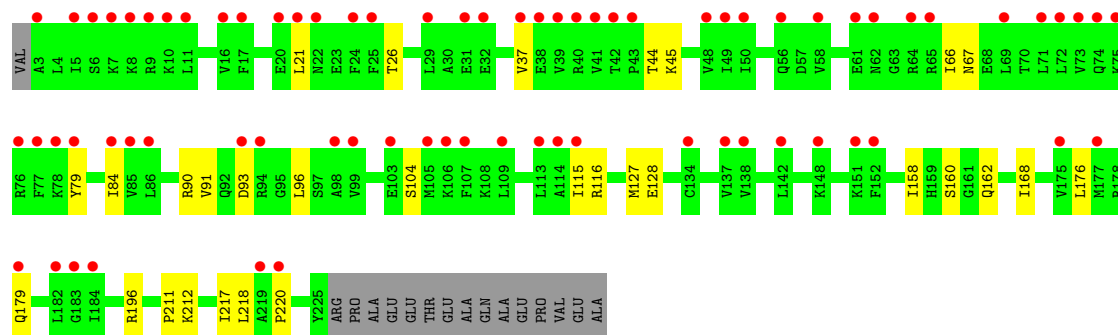 VAL A3 L4 I5 S6 K7 K8 R9 K10 L11 V16 F17 E20 L21 N22 E23 F24 F25 T26 L29 A30 E31 E32 V37 E38 V39 R40 V41 T42 P43 T44 K45 V48 I49 I50 Q56 D57 V58 E61 N62 G63 R64 R65 I66 N67 E68 L69 T70 L71 L72 V73 Q74 K75
R76 F77 K78 Y79 I84 V85 L86 R90 V91 Q92 D93 R94 G95 L96 S97 A98 V99 E103 S104 M105 K106 F107 K108 L109 L113 A114 I115 R116 M127 E128 C134 V137 V138 L142 K148 K151 F152 I158 H159 S160 G161 Q162 I168 V175 L176 M177 R178
Q179 L182 G183 I184 R196 P211 K212 I217 L218 A219 P220 Y225 ARG PRO ALA GLU GLU THR GLU ALA GLN ALA GLU PRO VAL GLU ALA